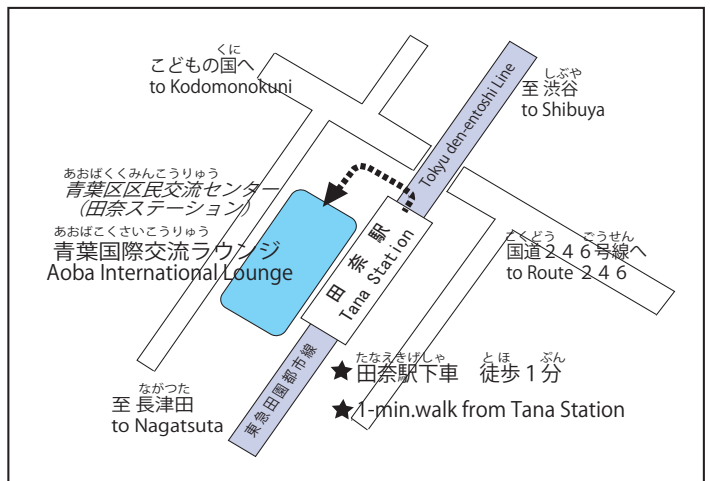 くに
こどもの国へ
to Kodomonokuni
しぶや
至 渋谷
to Shibuya
Tokyu den-entoshi Line
あおばくくみんこうりゅう
青葉区区民交流センター
（田奈ステーション）
あおばこくさいこうりゅう
青葉国際交流ラウンジ
Aoba International Lounge
田奈駅
Tana Station
こくどう ごうせん
国道２４６号線へ
to Route ２４６
東急田園都市線
ながつた
至 長津田
to Nagatsuta
たなえきげしゃ とほ ぷん
★田奈駅下車　徒歩１分
★1-min.walk from Tana Station